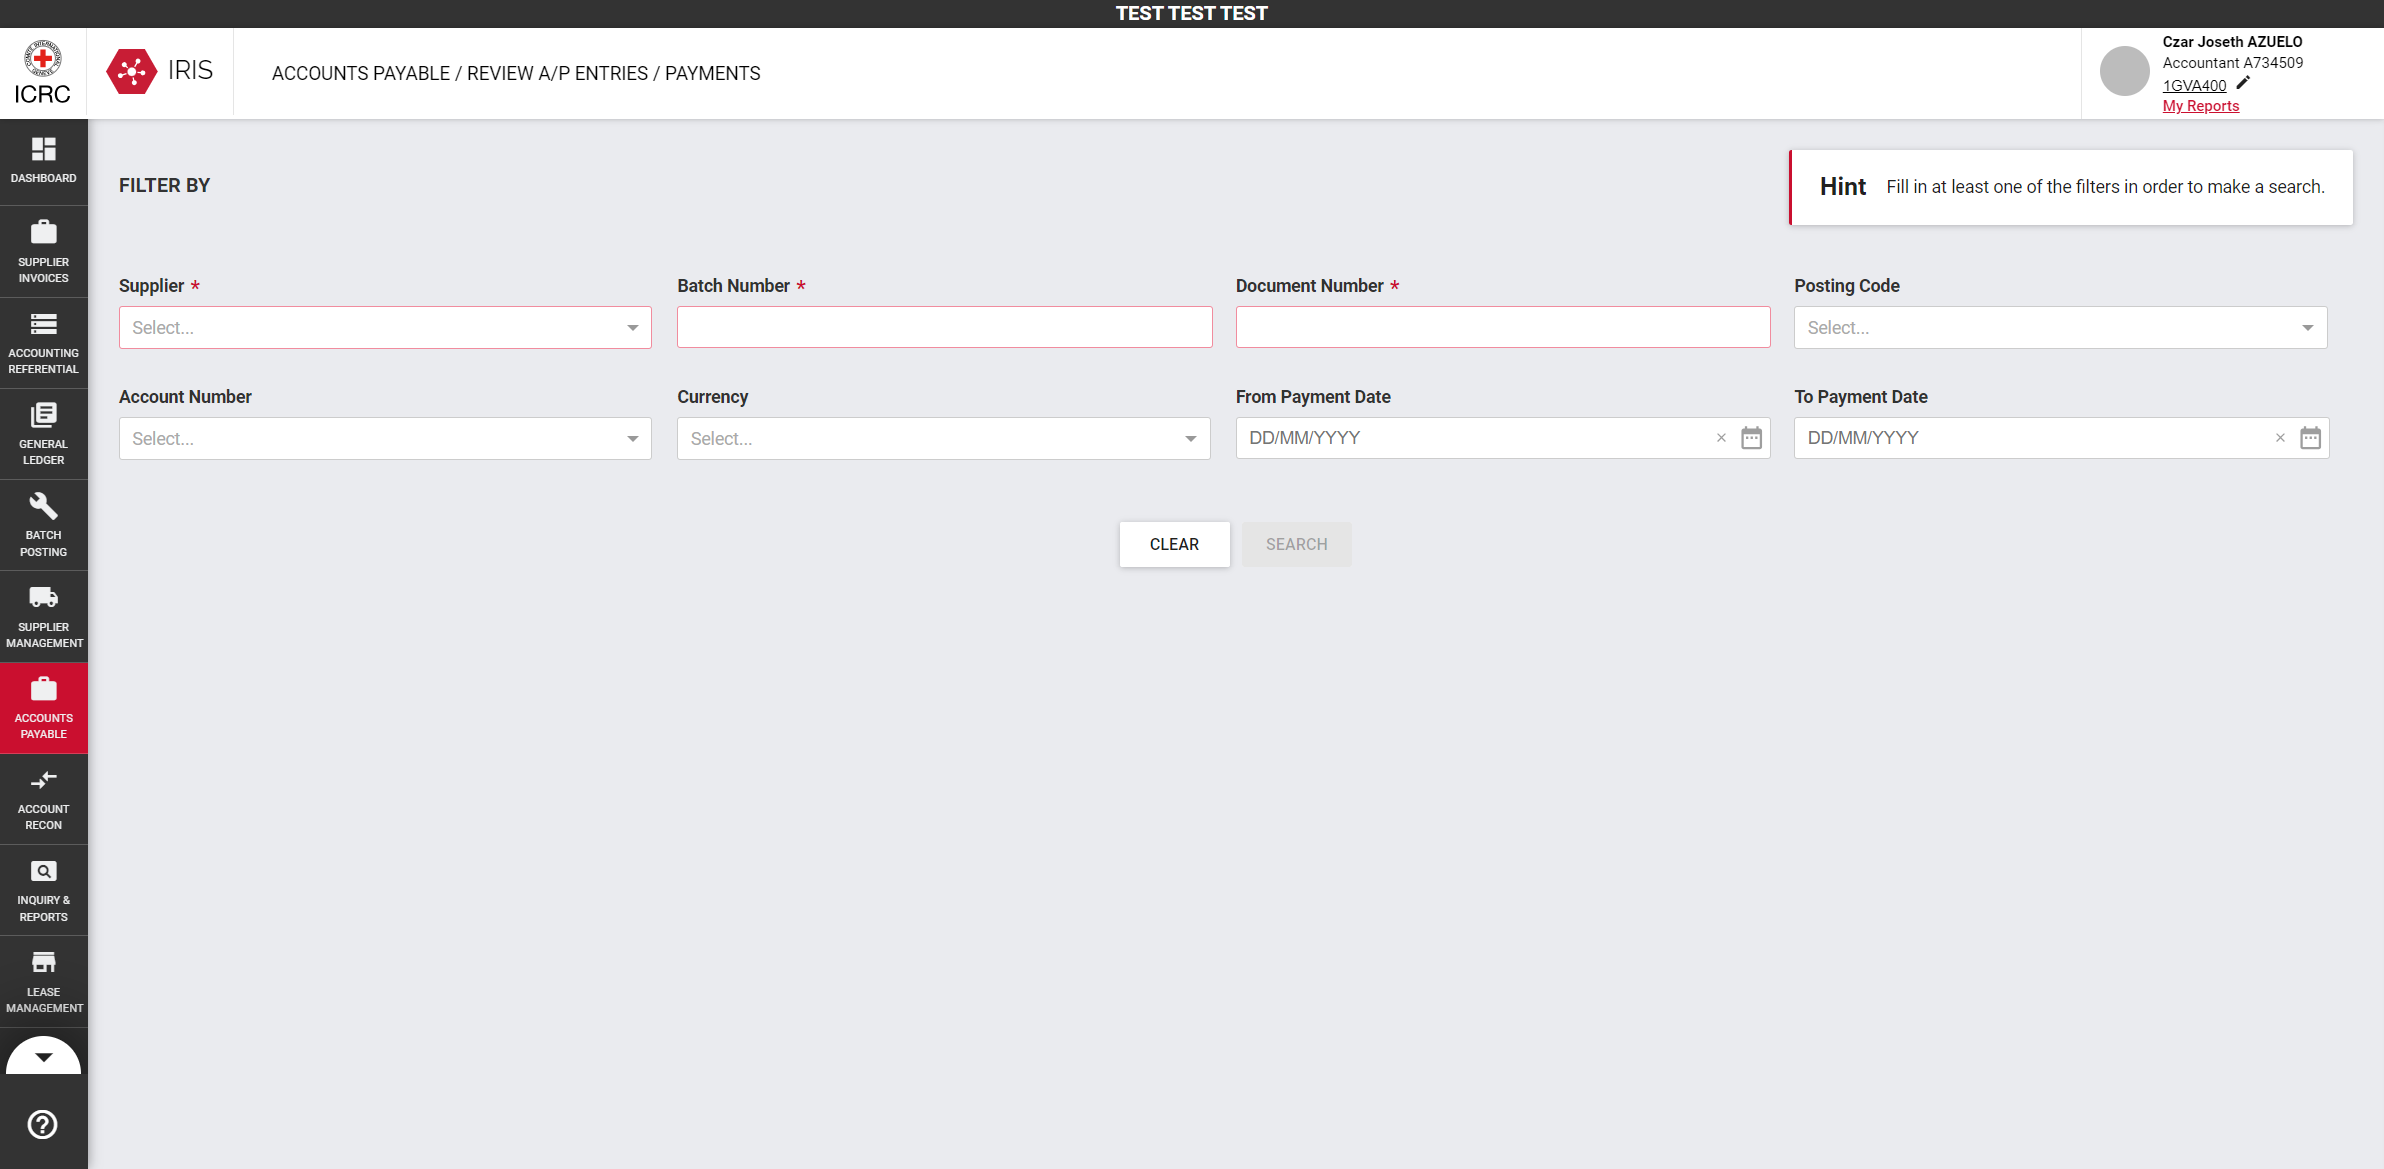 TEST TEST TEST
ICRC
IRIS
ACCOUNTS PAYABLE / REVIEW A/P ENTRIES / PAYMENTS
Czar Joseth AZUELO
Accountant A734509
1GVA400
My Reports
DASHBOARD
SUPPLIER
INVOICES
ACCOUNTING
REFERENTIAL
GENERAL
LEDGER
BATCH
POSTING
SUPPLIER
MANAGEMENT
ACCOUNTS
PAYABLE
ACCOUNT
RECON
INQUIRY &
REPORTS
LEASE
MANAGEMENT
FILTER BY
Hint Fill in at least one of the filters in order to make a search.
Supplier * Batch Number * Document Number * Posting Code
Select... Select...
Account Number Currency From Payment Date To Payment Date
Select... Select... DD/MM/YYYY × DD/MM/YYYY ×
CLEAR SEARCH